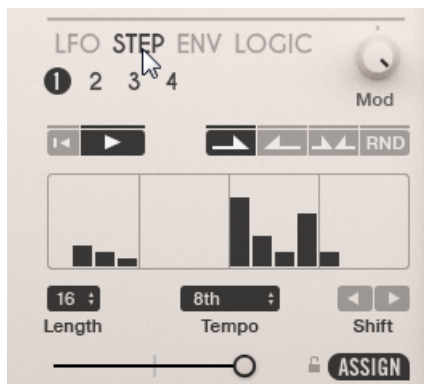 LFO STEP ENV LOGIC
1 2 3 4
Mod
RND
16 8th
Length Tempo Shift
ASSIGN